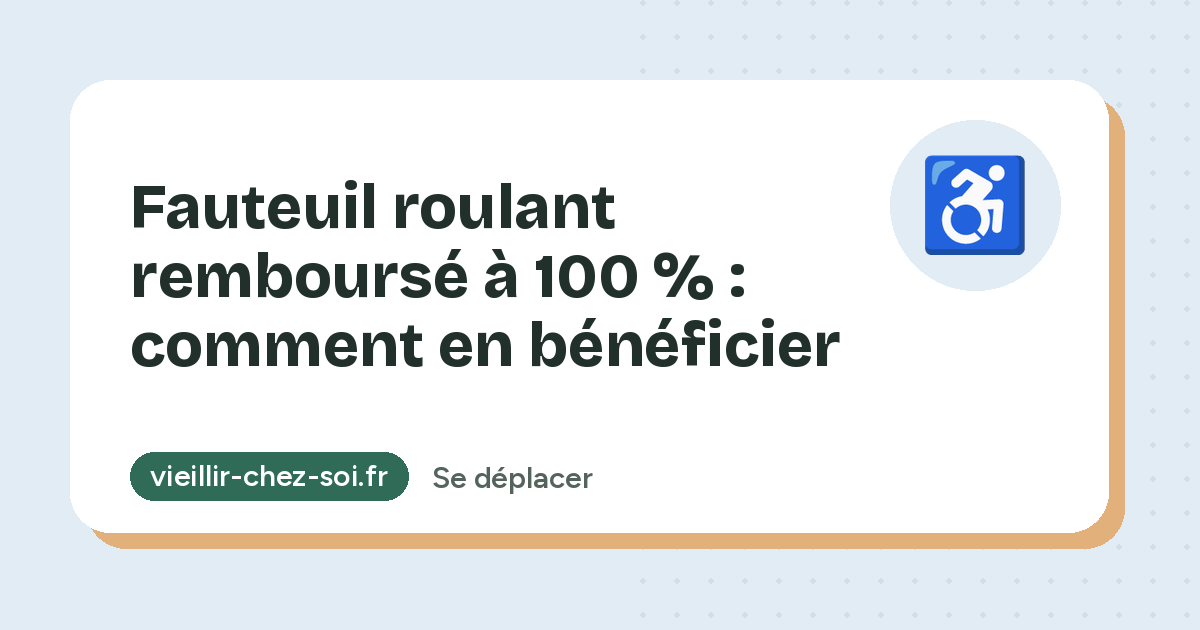 Fauteuil roulant
remboursé à 100 % :
comment en bénéficier
vieillir-chez-soi.fr
Se déplacer